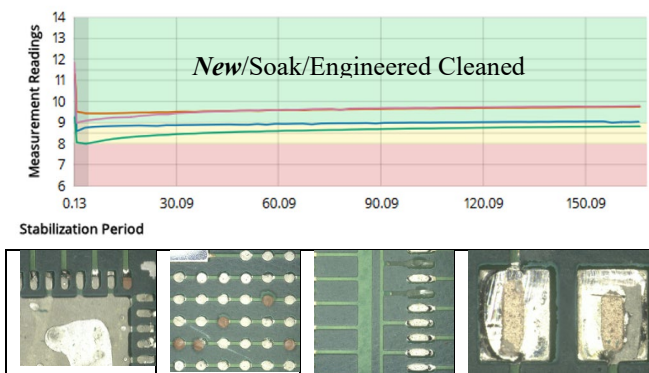 14
13
12
11
10
9
8
7
6
Measurement Readings
New/Soak/Engineered Cleaned
0.13 30.09 60.09 90.09 120.09 150.09
Stabilization Period